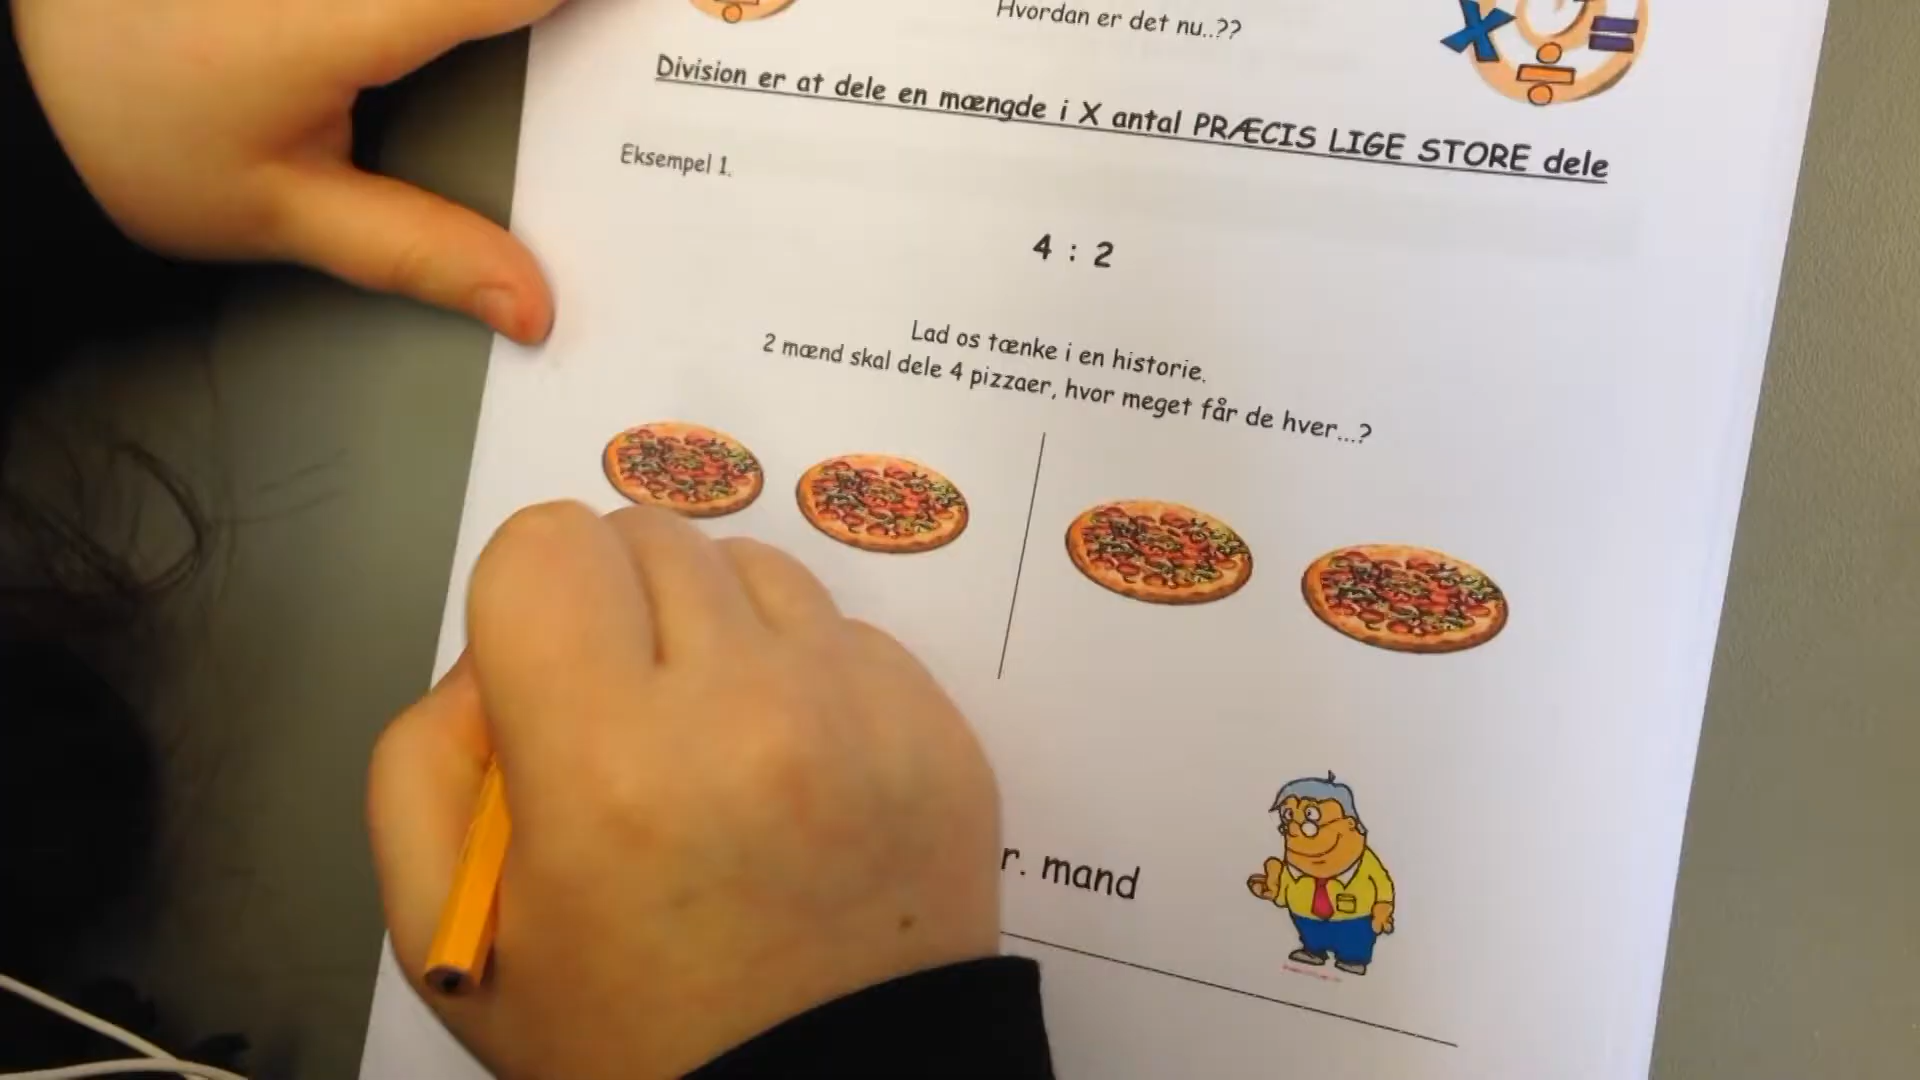 Hvordan er det nu..??
Division er at dele en mængde i X antal PRÆCIS LIGE STORE dele
Eksempel 1.
4 : 2
Lad os tænke i en historie.
2 mænd skal dele 4 pizzaer, hvor meget får de hver...?
r. mand